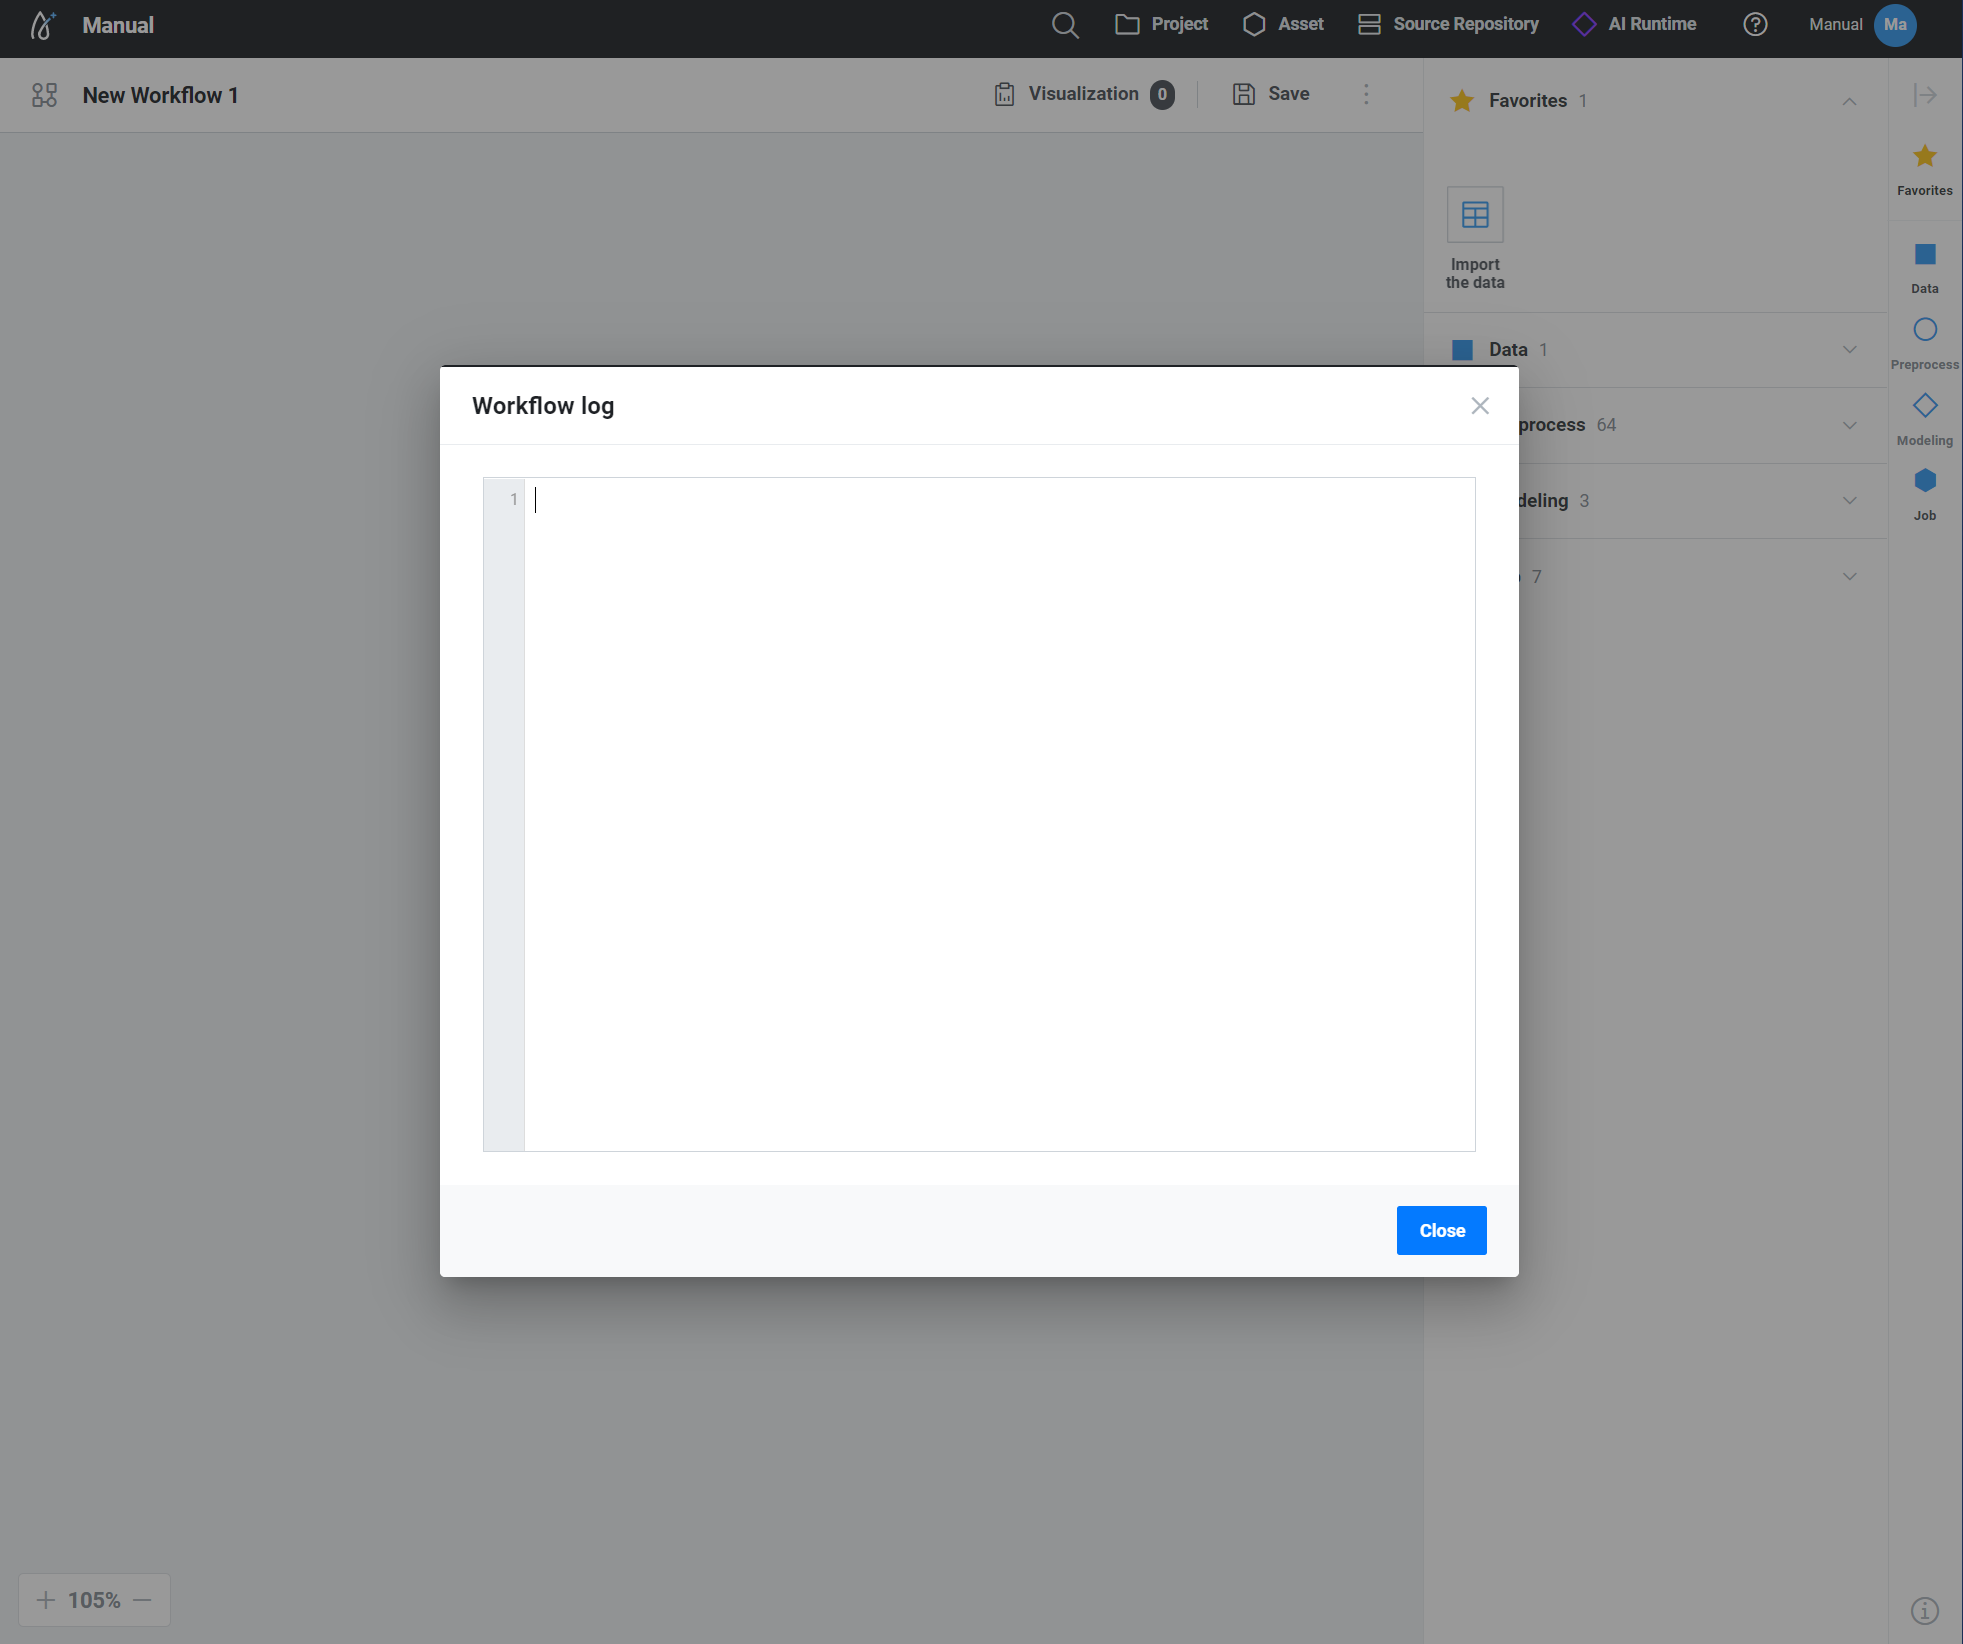 Manual
Project
Asset
Source Repository
AI Runtime
Manual
Ma
New Workflow 1
Visualization 0
Save
Favorites 1
Favorites
Import
the data
Data
Data 1
Preprocess
Workflow log
process 64
Modeling
1
deling 3
Job
7
Close
105%